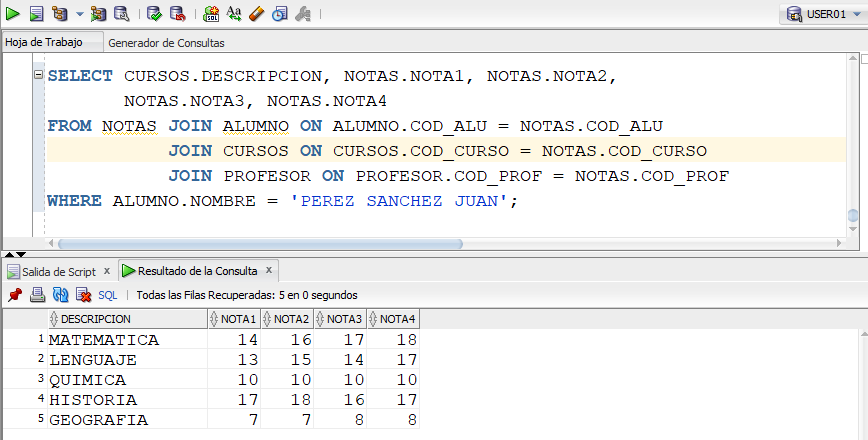 SQL Aa USER01
Hoja de Trabajo Generador de Consultas
SELECT CURSOS.DESCRIPCION, NOTAS.NOTA1, NOTAS.NOTA2,
NOTAS.NOTA3, NOTAS.NOTA4
FROM NOTAS JOIN ALUMNO ON ALUMNO.COD_ALU = NOTAS.COD_ALU
JOIN CURSOS ON CURSOS.COD_CURSO = NOTAS.COD_CURSO
JOIN PROFESOR ON PROFESOR.COD_PROF = NOTAS.COD_PROF
WHERE ALUMNO.NOMBRE = 'PEREZ SANCHEZ JUAN';
Salida de Script x Resultado de la Consulta x
SQL | Todas las Filas Recuperadas: 5 en 0 segundos
DESCRIPCION NOTA1 NOTA2 NOTA3 NOTA4
1 MATEMATICA 14 16 17 18
2 LENGUAJE 13 15 14 17
3 QUIMICA 10 10 10 10
4 HISTORIA 17 18 16 17
5 GEOGRAFIA 7 7 8 8